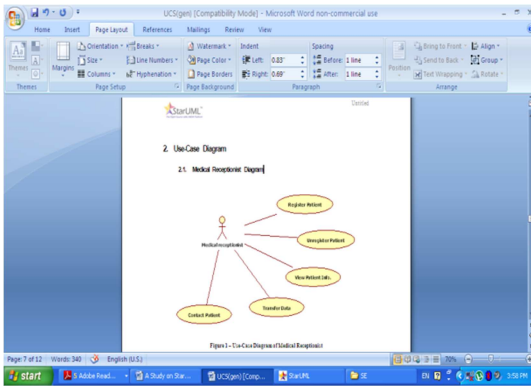 UCS(gen) [Compatibility Mode] - Microsoft Word non-commercial use
Home Insert Page Layout References Mailings Review View
Themes Margins Orientation Breaks Watermark Indent Spacing Position Bring to Front Align
Size Line Numbers Page Color Left: 0.83" Before: 1 line Send to Back Group
Columns Hyphenation Page Borders Right: 0.69" After: 1 line Text Wrapping Rotate
Themes Page Setup Page Background Paragraph Arrange
StarUML
Untitled
2. Use-Case Diagram
2.1. Medical Receptionist Diagram
Register Patient
Unregister Patient
Medical receptionist
View Patient Info.
Transfer Data
Contact Patient
Figure 2 – Use-Case Diagram of Medical Receptionist
Page: 7 of 12 Words: 340 English (U.S.) 70%
start 5 Adobe Read... A Study on Star... UCS(gen) [Comp... StarUML SE EN 3:58 PM